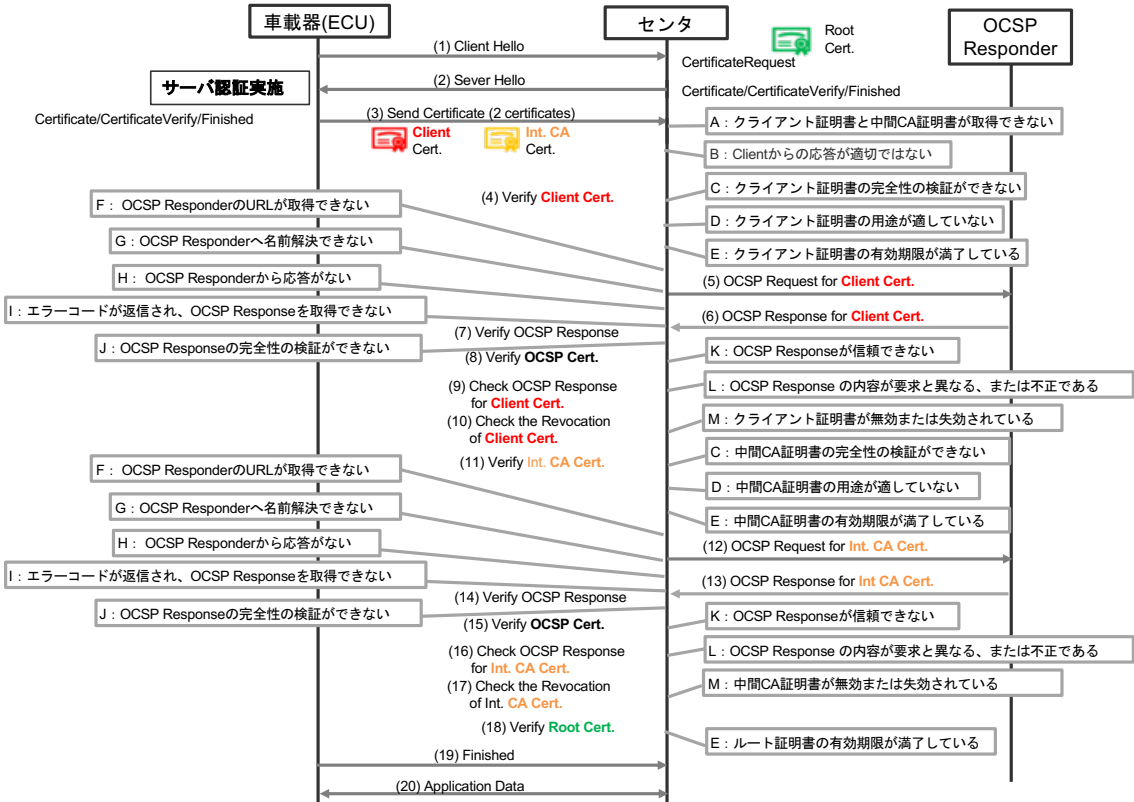 車載器(ECU)
センタ
OCSP
Responder
Root
Cert.
(1) Client Hello
CertificateRequest
(2) Sever Hello
サーバ認証実施
Certificate/CertificateVerify/Finished
Certificate/CertificateVerify/Finished
(3) Send Certificate (2 certificates)
Client
Cert.
Int. CA
Cert.
A：クライアント証明書と中間CA証明書が取得できない
B：Clientからの応答が適切ではない
(4) Verify Client Cert.
C：クライアント証明書の完全性の検証ができない
D：クライアント証明書の用途が適していない
E：クライアント証明書の有効期限が満了している
F： OCSP ResponderのURLが取得できない
G：OCSP Responderへ名前解決できない
H： OCSP Responderから応答がない
(5) OCSP Request for Client Cert.
I：エラーコードが返信され、OCSP Responseを取得できない
(6) OCSP Response for Client Cert.
(7) Verify OCSP Response
J：OCSP Responseの完全性の検証ができない
(8) Verify OCSP Cert.
K：OCSP Responseが信頼できない
(9) Check OCSP Response
for Client Cert.
L：OCSP Response の内容が要求と異なる、または不正である
(10) Check the Revocation
of Client Cert.
M：クライアント証明書が無効または失効されている
(11) Verify Int. CA Cert.
C：中間CA証明書の完全性の検証ができない
D：中間CA証明書の用途が適していない
E：中間CA証明書の有効期限が満了している
F： OCSP ResponderのURLが取得できない
G：OCSP Responderへ名前解決できない
H： OCSP Responderから応答がない
(12) OCSP Request for Int. CA Cert.
I：エラーコードが返信され、OCSP Responseを取得できない
(13) OCSP Response for Int CA Cert.
(14) Verify OCSP Response
J：OCSP Responseの完全性の検証ができない
(15) Verify OCSP Cert.
K：OCSP Responseが信頼できない
(16) Check OCSP Response
for Int. CA Cert.
L：OCSP Response の内容が要求と異なる、または不正である
(17) Check the Revocation
of Int. CA Cert.
M：中間CA証明書が無効または失効されている
(18) Verify Root Cert.
E：ルート証明書の有効期限が満了している
(19) Finished
(20) Application Data